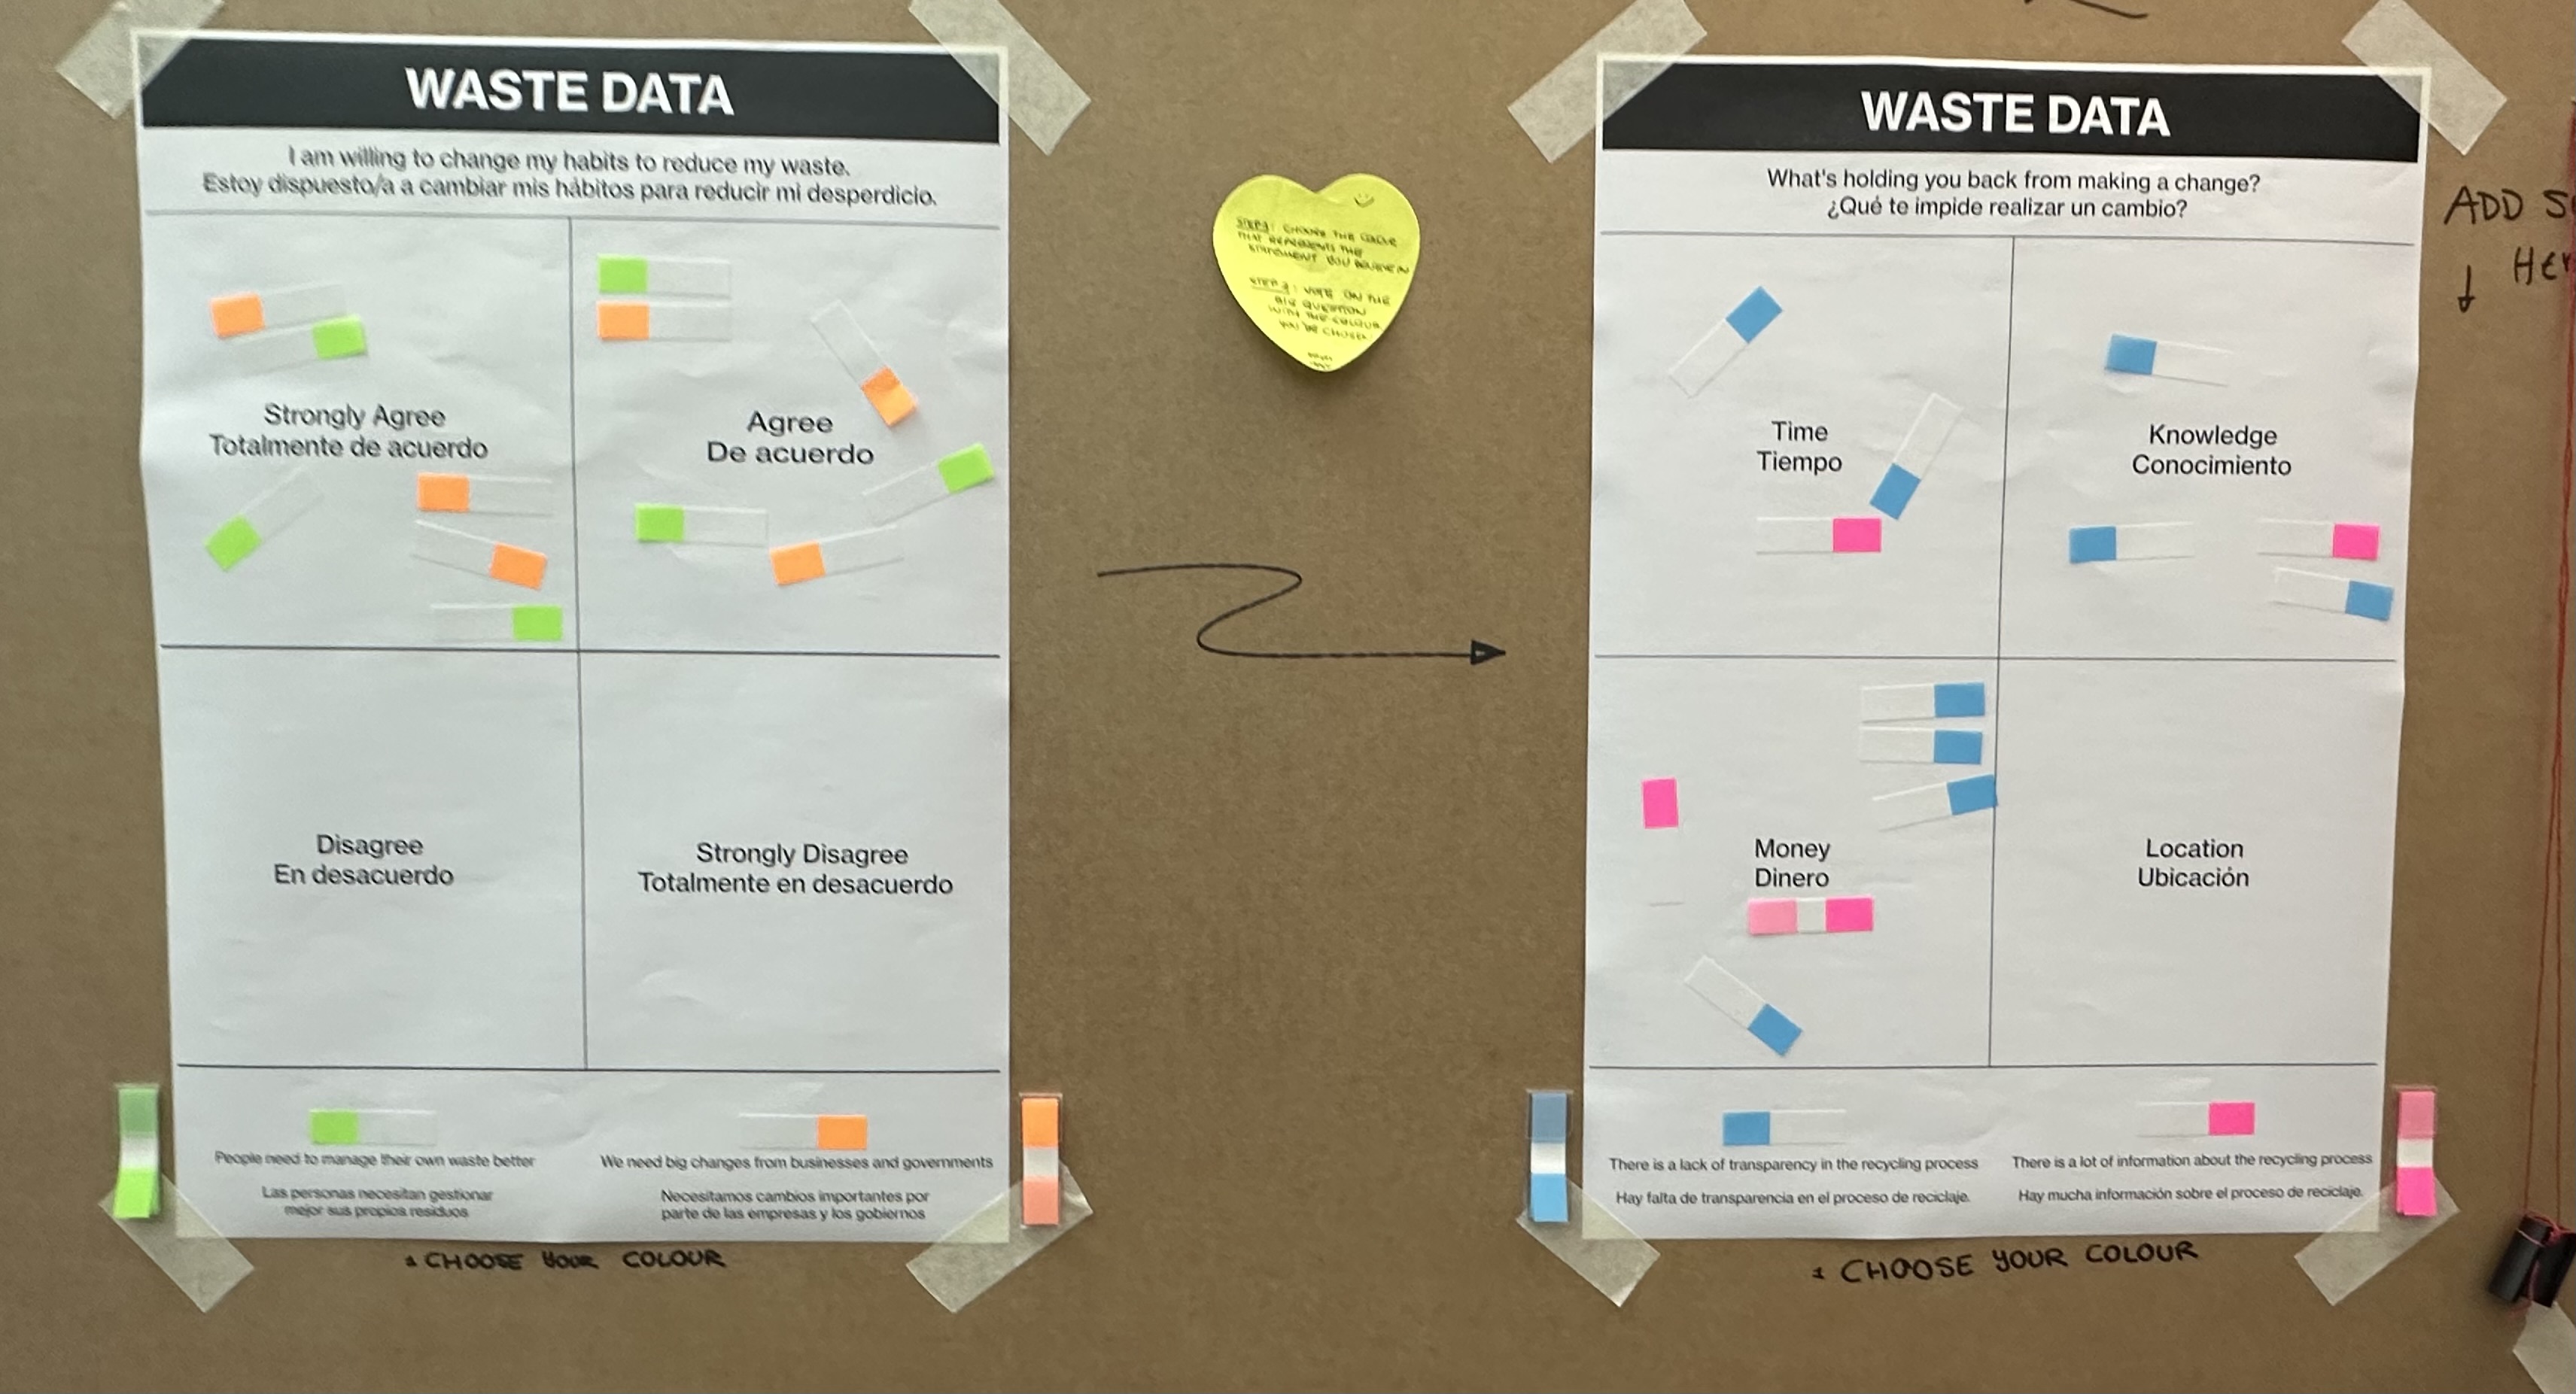 WASTE DATA
I am willing to change my habits to reduce my waste.
Estoy dispuesto/a a cambiar mis hábitos para reducir mi desperdicio.
Strongly Agree
Totalmente de acuerdo
Agree
De acuerdo
Disagree
En desacuerdo
Strongly Disagree
Totalmente en desacuerdo
People need to manage their own waste better
Las personas necesitan gestionar
mejor sus propios residuos
We need big changes from businesses and governments
Necesitamos cambios importantes por
parte de las empresas y los gobiernos
CHOOSE YOUR COLOUR
STEP 1: CHOOSE THE COLOUR
THAT REPRESENTS THE
STATEMENT YOU BELIEVE IN
STEP 2: VOTE ON THE
BIG QUESTION
WITH THE COLOUR
YOU'VE CHOSEN
WASTE DATA
What's holding you back from making a change?
¿Qué te impide realizar un cambio?
Time
Tiempo
Knowledge
Conocimiento
Money
Dinero
Location
Ubicación
There is a lack of transparency in the recycling process
Hay falta de transparencia en el proceso de reciclaje.
There is a lot of information about the recycling process
Hay mucha información sobre el proceso de reciclaje.
CHOOSE YOUR COLOUR
ADD